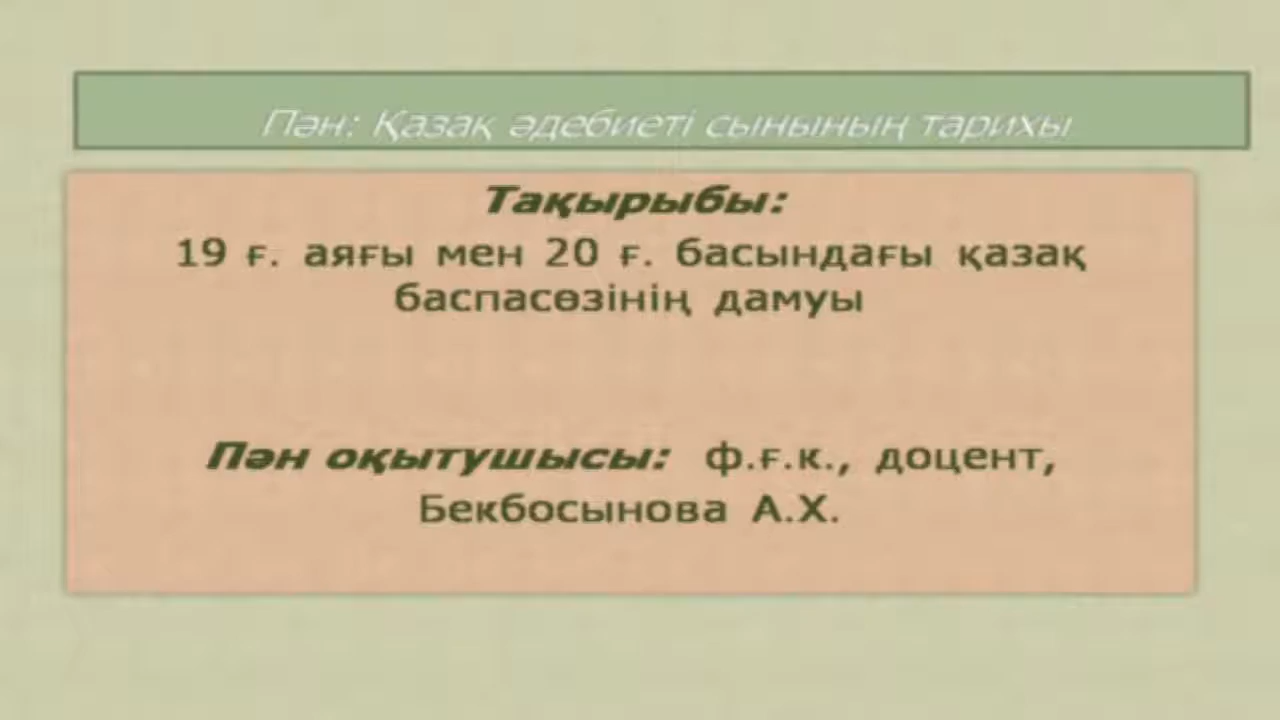 Пән: Қазақ әдебиеті сынының тарихы
Тақырыбы:
19 ғ. аяғы мен 20 ғ. басындағы қазақ
баспасөзінің дамуы
Пән оқытушысы: ф.ғ.к., доцент,
Бекбосынова А.Х.